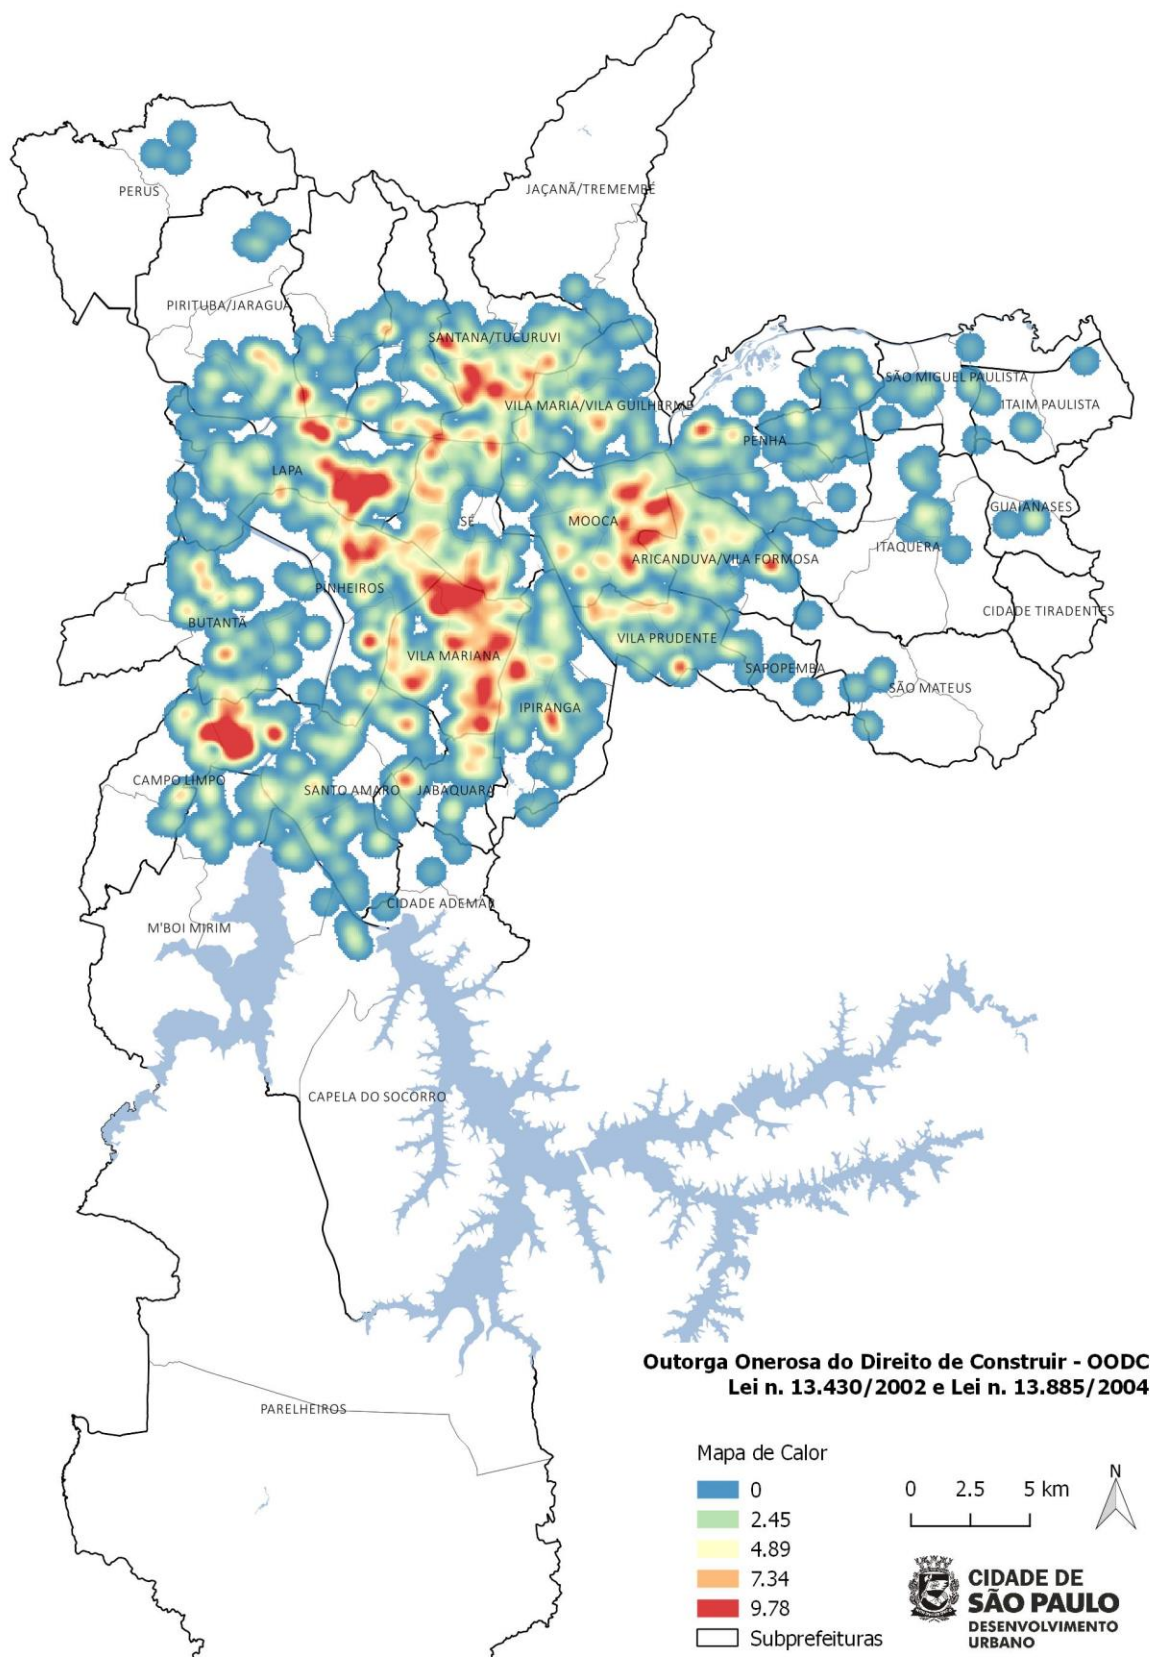 PERUS
JAÇANÃ/TREMEMBÉ
PIRITUBA/JARAGUÁ
SANTANA/TUCURUVI
SÃO MIGUEL PAULISTA
VILA MARIA/VILA GUILHERME
ITAIM PAULISTA
PENHA
LAPA
GUAIANASES
SÉ
MOOCA
ITAQUERA
ARICANDUVA/VILA FORMOSA
PINHEIROS
CIDADE TIRADENTES
BUTANTÃ
VILA PRUDENTE
VILA MARIANA
SAPOPEMBA
SÃO MATEUS
IPIRANGA
CAMPO LIMPO
SANTO AMARO
JABAQUARA
CIDADE ADEMAR
M'BOI MIRIM
CAPELA DO SOCORRO
PARELHEIROS
Outorga Onerosa do Direito de Construir - OODC
Lei n. 13.430/2002 e Lei n. 13.885/2004
Mapa de Calor
0
2.45
4.89
7.34
9.78
Subprefeituras
0 2.5 5 km
N
CIDADE DE
SÃO PAULO
DESENVOLVIMENTO
URBANO